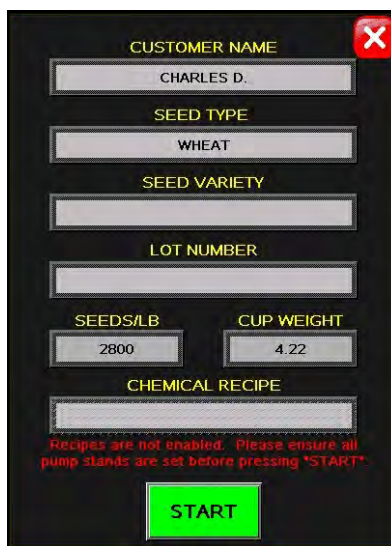 CUSTOMER NAME
CHARLES D.
SEED TYPE
WHEAT
SEED VARIETY
LOT NUMBER
SEEDS/LB CUP WEIGHT
2800 4.22
CHEMICAL RECIPE
Recipes are not enabled. Please ensure all
pump stands are set before pressing "START"
START